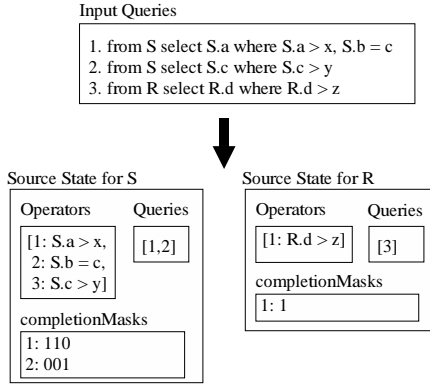 Input Queries
1. from S select S.a where S.a > x, S.b = c
2. from S select S.c where S.c > y
3. from R select R.d where R.d > z
Source State for S
Operators Queries
[1: S.a > x,
2: S.b = c,
3: S.c > y]
[1,2]
completionMasks
1: 110
2: 001
Source State for R
Operators Queries
[1: R.d > z]
[3]
completionMasks
1: 1